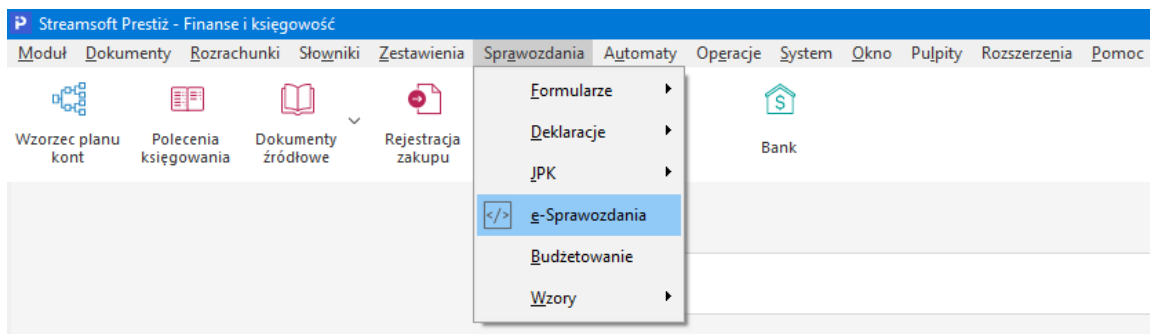 Streamsoft Prestiż - Finanse i księgowość
Moduł Dokumenty Rozrachunki Słowniki Zestawienia Sprawozdania Automaty Operacje System Okno Pulpity Rozszerzenia Pomoc
Wzorzec planu kont
Polecenia księgowania
Dokumenty źródłowe
Rejestracja zakupu
Bank
Formularze
Deklaracje
JPK
e-Sprawozdania
Budżetowanie
Wzory